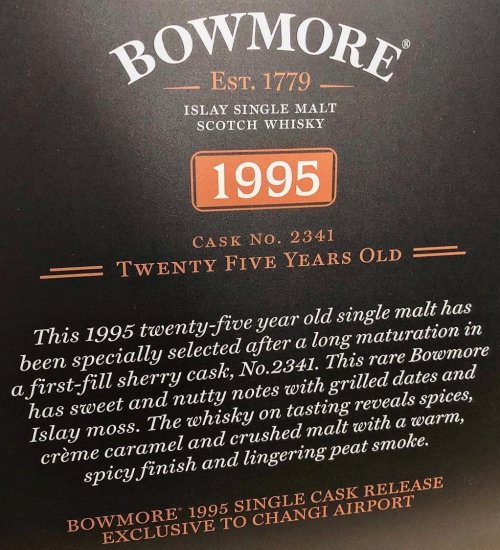 BOWMORE®
EST. 1779
ISLAY SINGLE MALT
SCOTCH WHISKY
1995
CASK NO. 2341
TWENTY FIVE YEARS OLD
This 1995 twenty-five year old single malt has
been specially selected after a long maturation in
a first-fill sherry cask, No.2341. This rare Bowmore
has sweet and nutty notes with grilled dates and
Islay moss. The whisky on tasting reveals spices,
crème caramel and crushed malt with a warm,
spicy finish and lingering peat smoke.
BOWMORE® 1995 SINGLE CASK RELEASE
EXCLUSIVE TO CHANGI AIRPORT